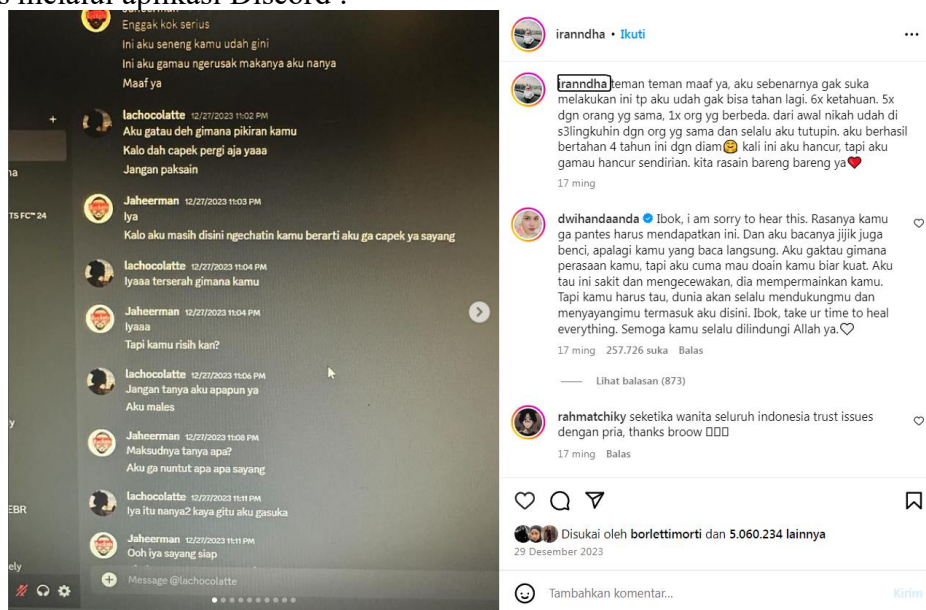 s melalui aplikasi Discord :
Jaheerman
Enggak kok serius
Ini aku seneng kamu udah gini
Ini aku gamau ngerusak makanya aku nanya
Maaf ya
lachocolatte 12/27/2023 11:02 PM
Aku gatau deh gimana pikiran kamu
Kalo dah capek pergi aja yaaa
Jangan paksain
Jaheerman 12/27/2023 11:03 PM
Iya
Kalo aku masih disini ngechatin kamu berarti aku ga capek ya sayang
lachocolatte 12/27/2023 11:04 PM
Iyaaa terserah gimana kamu
Jaheerman 12/27/2023 11:04 PM
Iyaaa
Tapi kamu risih kan?
lachocolatte 12/27/2023 11:06 PM
Jangan tanya aku apapun ya
Aku males
Jaheerman 12/27/2023 11:08 PM
Maksudnya tanya apa?
Aku ga nuntut apa apa sayang
lachocolatte 12/27/2023 11:11 PM
Iya itu nanya2 kaya gitu aku gasuka
Jaheerman 12/27/2023 11:11 PM
Ooh iya sayang siap
Message @lachocolatte
na
TS FC™ 24
y
EBR
ely
iranndha • Ikuti
iranndha teman teman maaf ya, aku sebenarnya gak suka
melakukan ini tp aku udah gak bisa tahan lagi. 6x ketahuan. 5x
dgn orang yg sama, 1x org yg berbeda. dari awal nikah udah di
s3lingkuhin dgn org yg sama dan selalu aku tutupin. aku berhasil
bertahan 4 tahun ini dgn diam🤗 kali ini aku hancur, tapi aku
gamau hancur sendirian. kita rasain bareng bareng ya❤️
17 ming
dwihandaanda Ibok, i am sorry to hear this. Rasanya kamu
ga pantes harus mendapatkan ini. Dan aku bacanya jijik juga
benci, apalagi kamu yang baca langsung. Aku gaktau gimana
perasaan kamu, tapi aku cuma mau doain kamu biar kuat. Aku
tau ini sakit dan mengecewakan, dia mempermainkan kamu.
Tapi kamu harus tau, dunia akan selalu mendukungmu dan
menyayangimu termasuk aku disini. Ibok, take ur time to heal
everything. Semoga kamu selalu dilindungi Allah ya.♡
17 ming 257.726 suka Balas
Lihat balasan (873)
rahmatchiky seketika wanita seluruh indonesia trust issues
dengan pria, thanks broow ▯▯▯
17 ming Balas
Disukai oleh borlettimorti dan 5.060.234 lainnya
29 Desember 2023
Tambahkan komentar...
Kirim